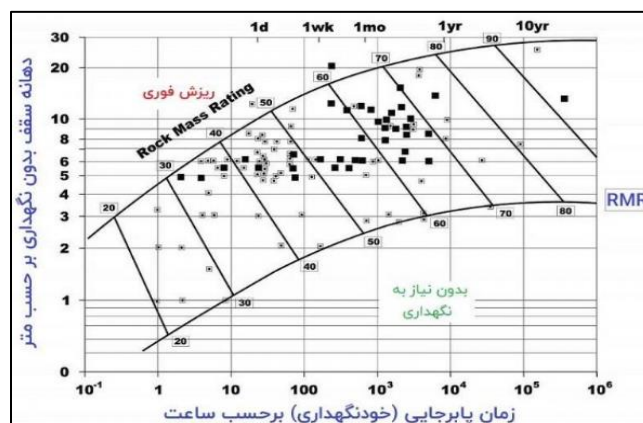 1d 1wk 1mo 1yr 10yr
30
20
10
6
5
4
3
2
1
0
دهانه سقف بدون نگهداری بر حسب متر
ریزش فوری
Rock Mass Rating
20 30 40 50 60 70 80 90
20 30 40 50 60 70 80
RMR
بدون نیاز به
نگهداری
10⁻¹ 1 10 100 10³ 10⁴ 10⁵ 10⁶
زمان پابرجایی (خودنگهداری) برحسب ساعت